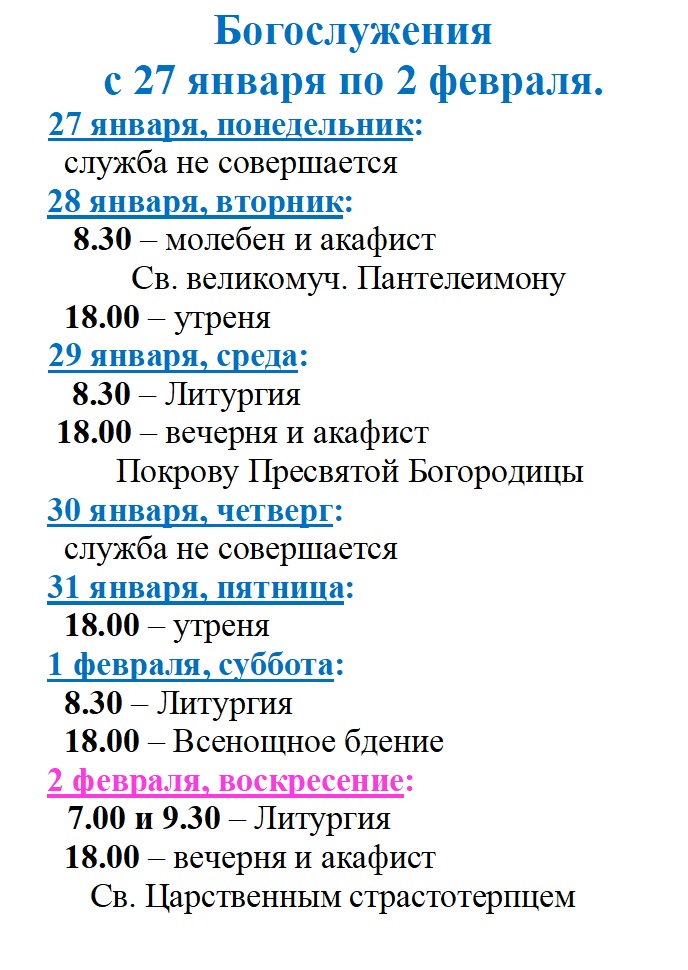 Богослужения
с 27 января по 2 февраля.
27 января, понедельник:
служба не совершается
28 января, вторник:
8.30 – молебен и акафист
Св. великомуч. Пантелеимону
18.00 – утреня
29 января, среда:
8.30 – Литургия
18.00 – вечерня и акафист
Покрову Пресвятой Богородицы
30 января, четверг:
служба не совершается
31 января, пятница:
18.00 – утреня
1 февраля, суббота:
8.30 – Литургия
18.00 – Всенощное бдение
2 февраля, воскресение:
7.00 и 9.30 – Литургия
18.00 – вечерня и акафист
Св. Царственным страстотерпцем